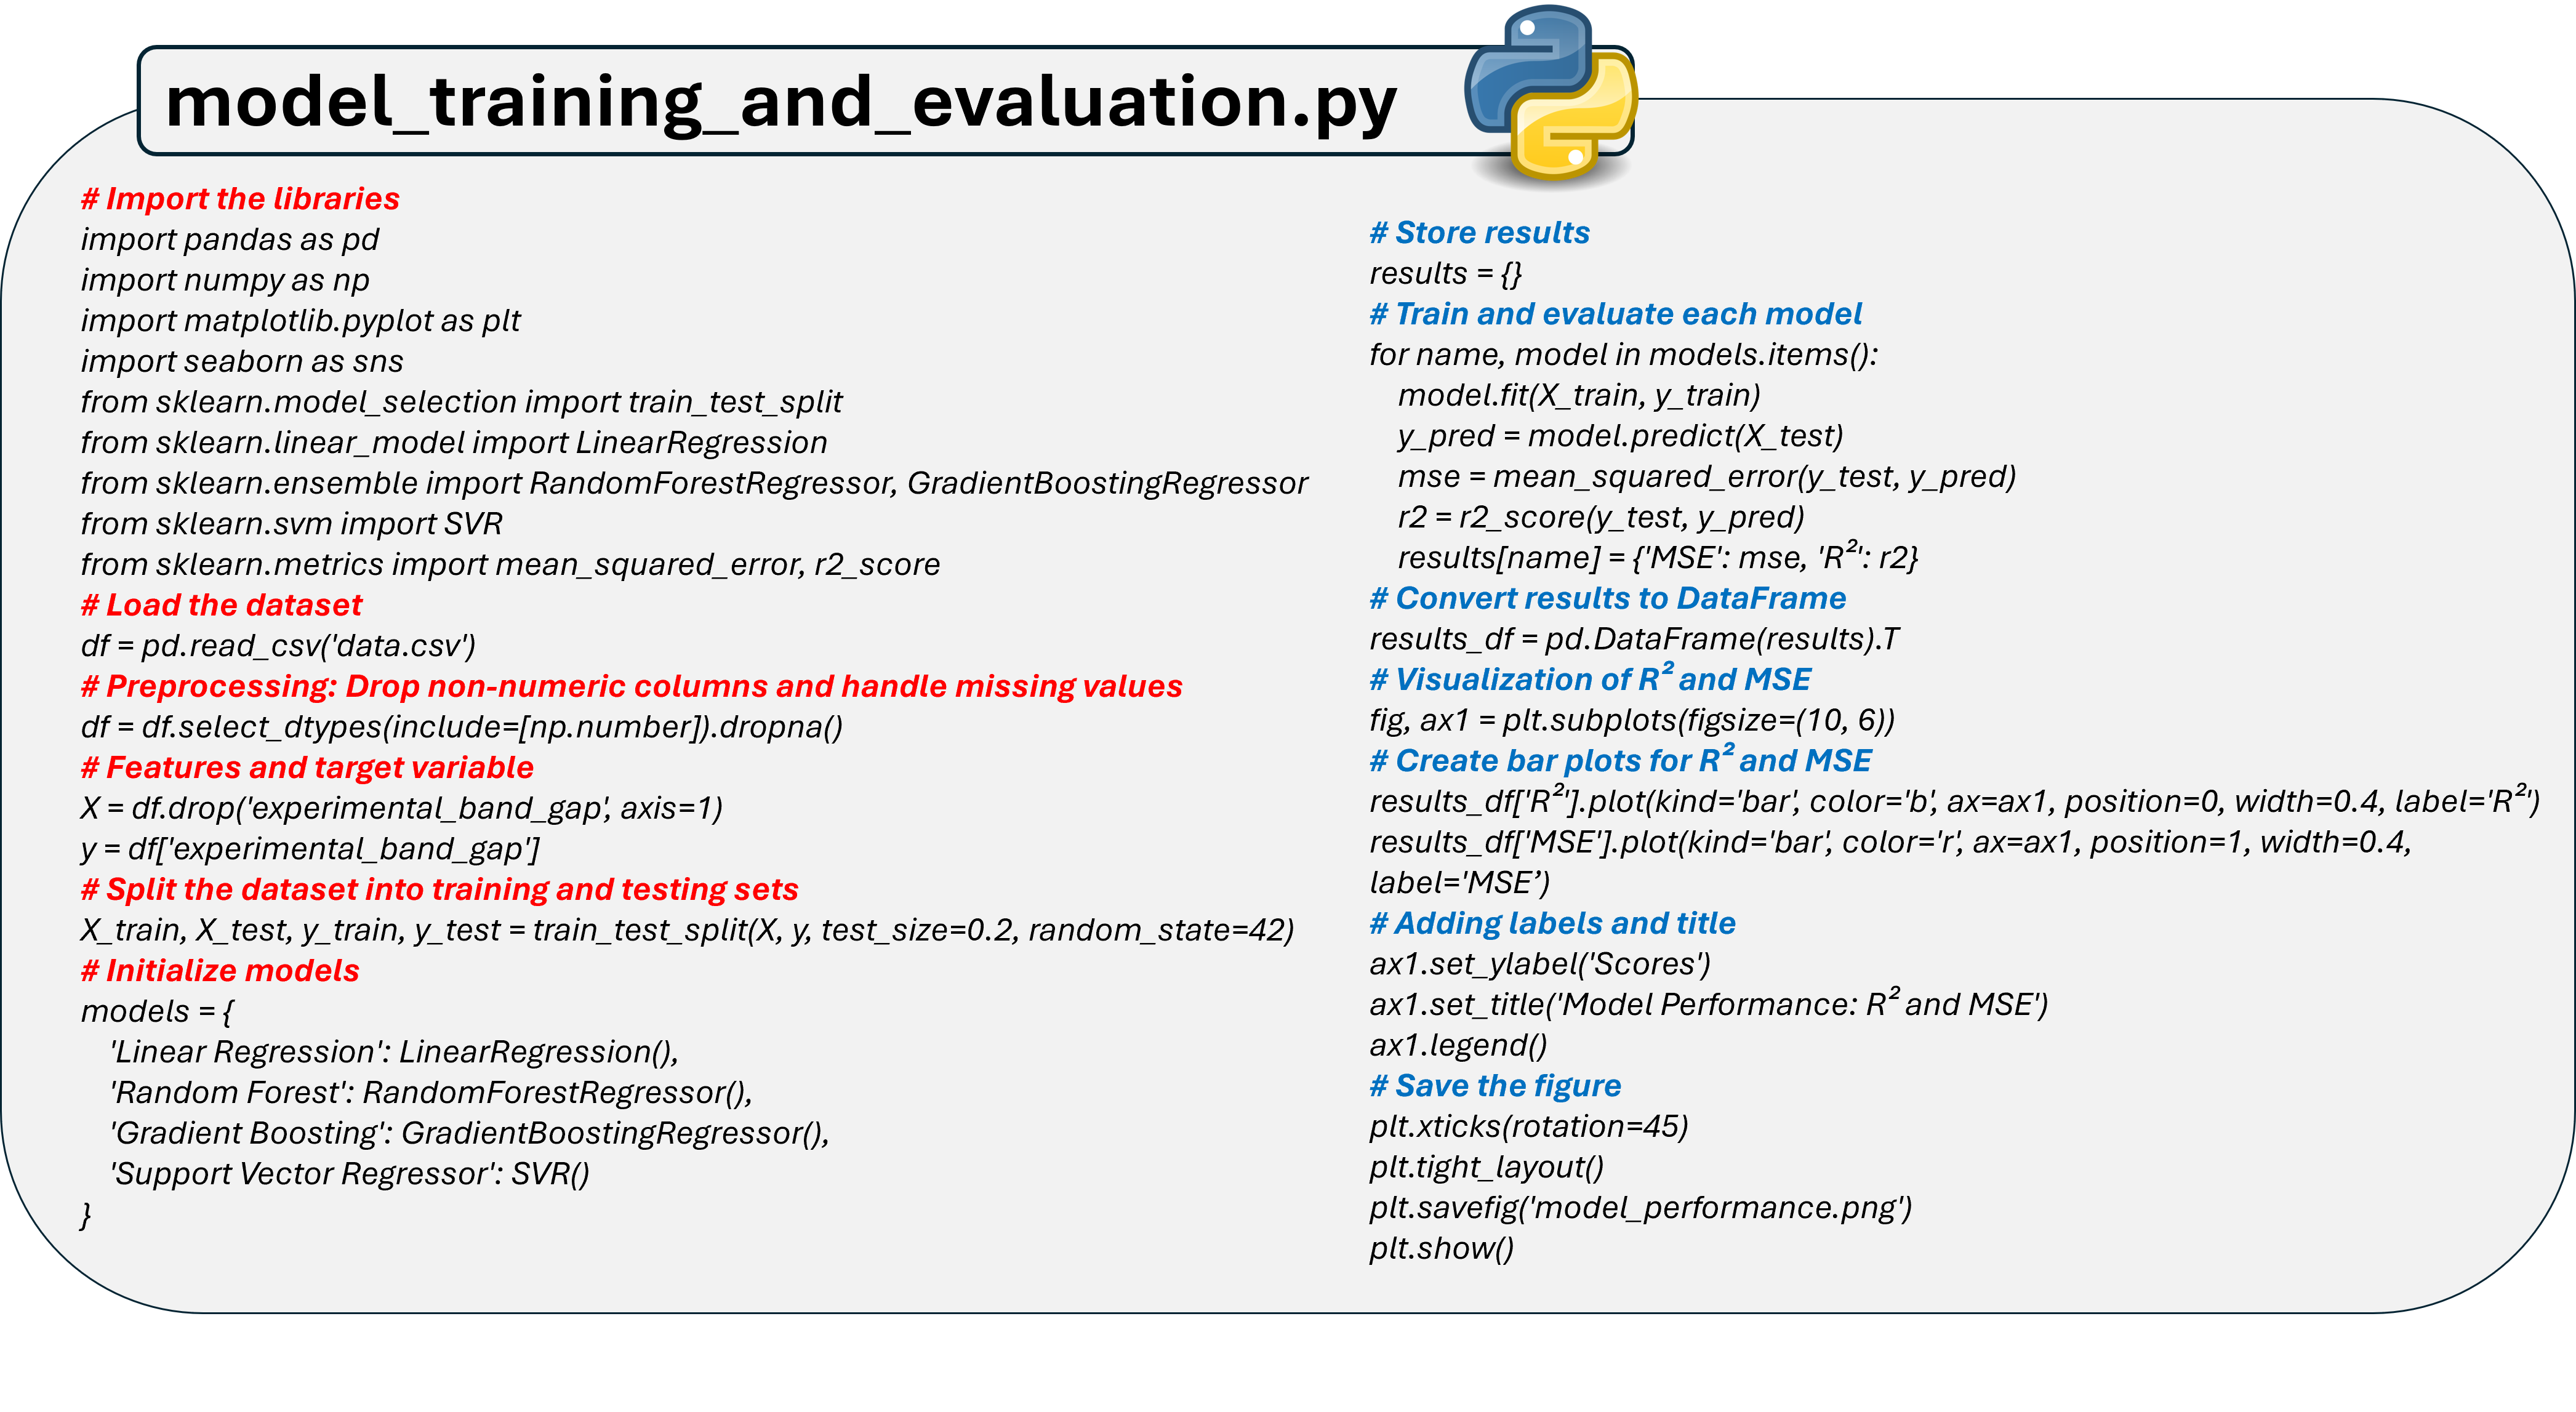 model_training_and_evaluation.py
# Import the libraries
import pandas as pd
import numpy as np
import matplotlib.pyplot as plt
import seaborn as sns
from sklearn.model_selection import train_test_split
from sklearn.linear_model import LinearRegression
from sklearn.ensemble import RandomForestRegressor, GradientBoostingRegressor
from sklearn.svm import SVR
from sklearn.metrics import mean_squared_error, r2_score
# Load the dataset
df = pd.read_csv('data.csv')
# Preprocessing: Drop non-numeric columns and handle missing values
df = df.select_dtypes(include=[np.number]).dropna()
# Features and target variable
X = df.drop('experimental_band_gap', axis=1)
y = df['experimental_band_gap']
# Split the dataset into training and testing sets
X_train, X_test, y_train, y_test = train_test_split(X, y, test_size=0.2, random_state=42)
# Initialize models
models = {
    'Linear Regression': LinearRegression(),
    'Random Forest': RandomForestRegressor(),
    'Gradient Boosting': GradientBoostingRegressor(),
    'Support Vector Regressor': SVR()
}
# Store results
results = {}
# Train and evaluate each model
for name, model in models.items():
    model.fit(X_train, y_train)
    y_pred = model.predict(X_test)
    mse = mean_squared_error(y_test, y_pred)
    r2 = r2_score(y_test, y_pred)
    results[name] = {'MSE': mse, 'R²': r2}
# Convert results to DataFrame
results_df = pd.DataFrame(results).T
# Visualization of R² and MSE
fig, ax1 = plt.subplots(figsize=(10, 6))
# Create bar plots for R² and MSE
results_df['R²'].plot(kind='bar', color='b', ax=ax1, position=0, width=0.4, label='R²')
results_df['MSE'].plot(kind='bar', color='r', ax=ax1, position=1, width=0.4,
label='MSE’)
# Adding labels and title
ax1.set_ylabel('Scores')
ax1.set_title('Model Performance: R² and MSE')
ax1.legend()
# Save the figure
plt.xticks(rotation=45)
plt.tight_layout()
plt.savefig('model_performance.png')
plt.show()